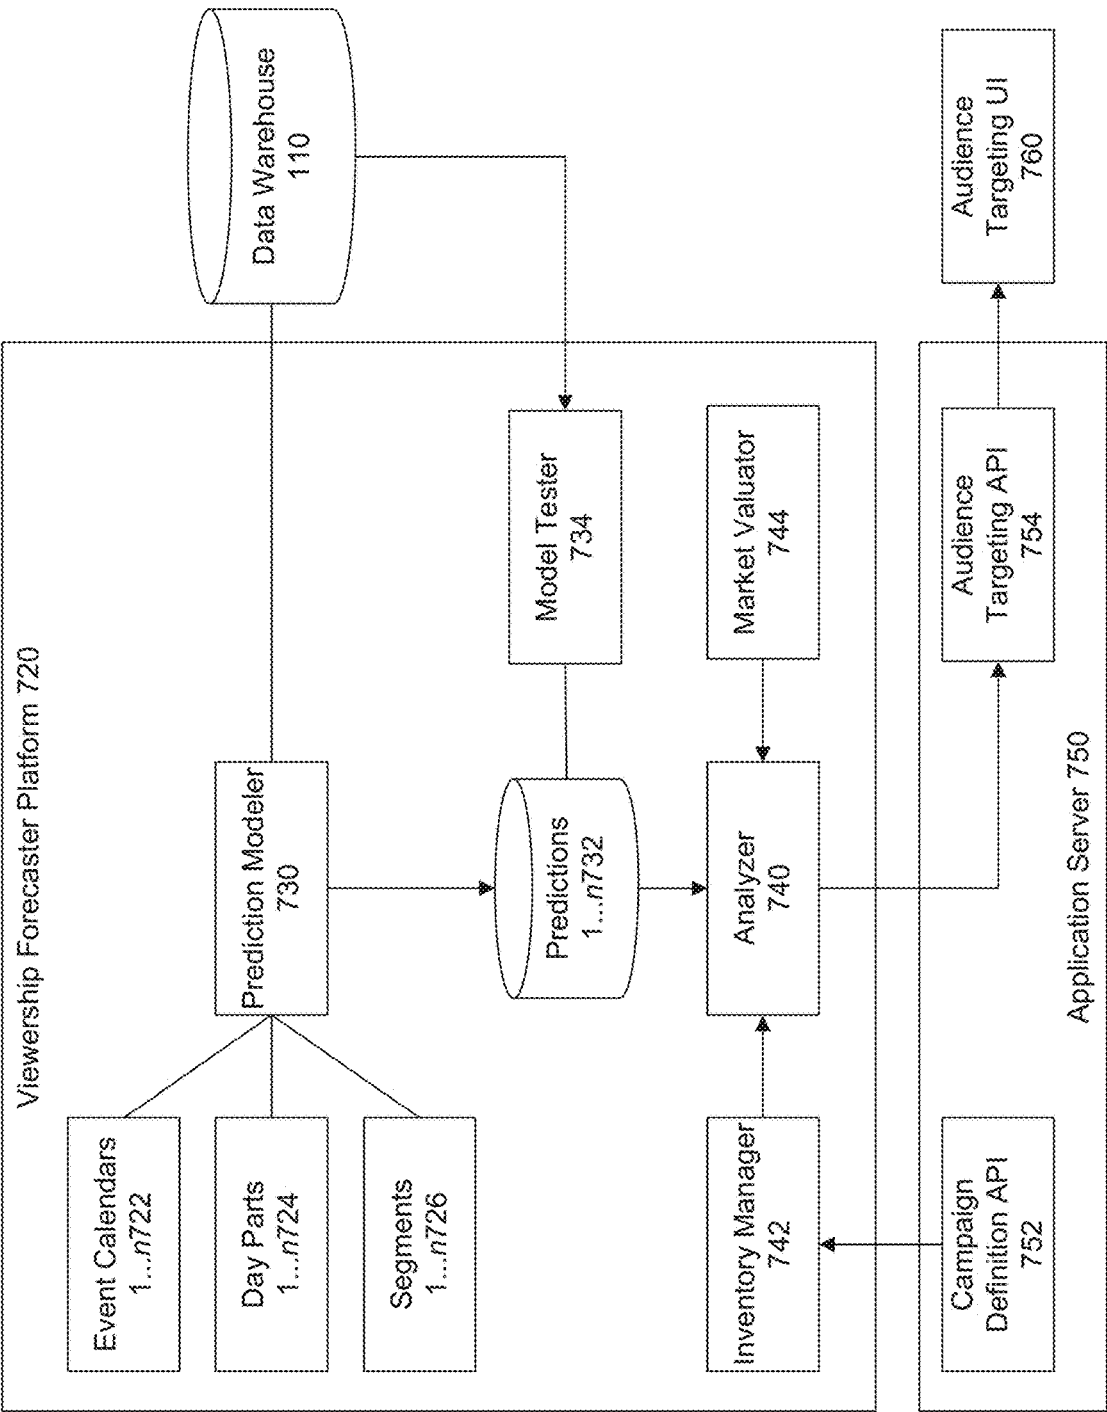 Viewership Forecaster Platform 720
Event Calendars
1...n722
Day Parts
1...n724
Segments
1...n726
Prediction Modeler
730
Data Warehouse
110
Predictions
1...n732
Model Tester
734
Inventory Manager
742
Analyzer
740
Market Valuator
744
Campaign
Definition API
752
Audience
Targeting API
754
Audience
Targeting UI
760
Application Server 750